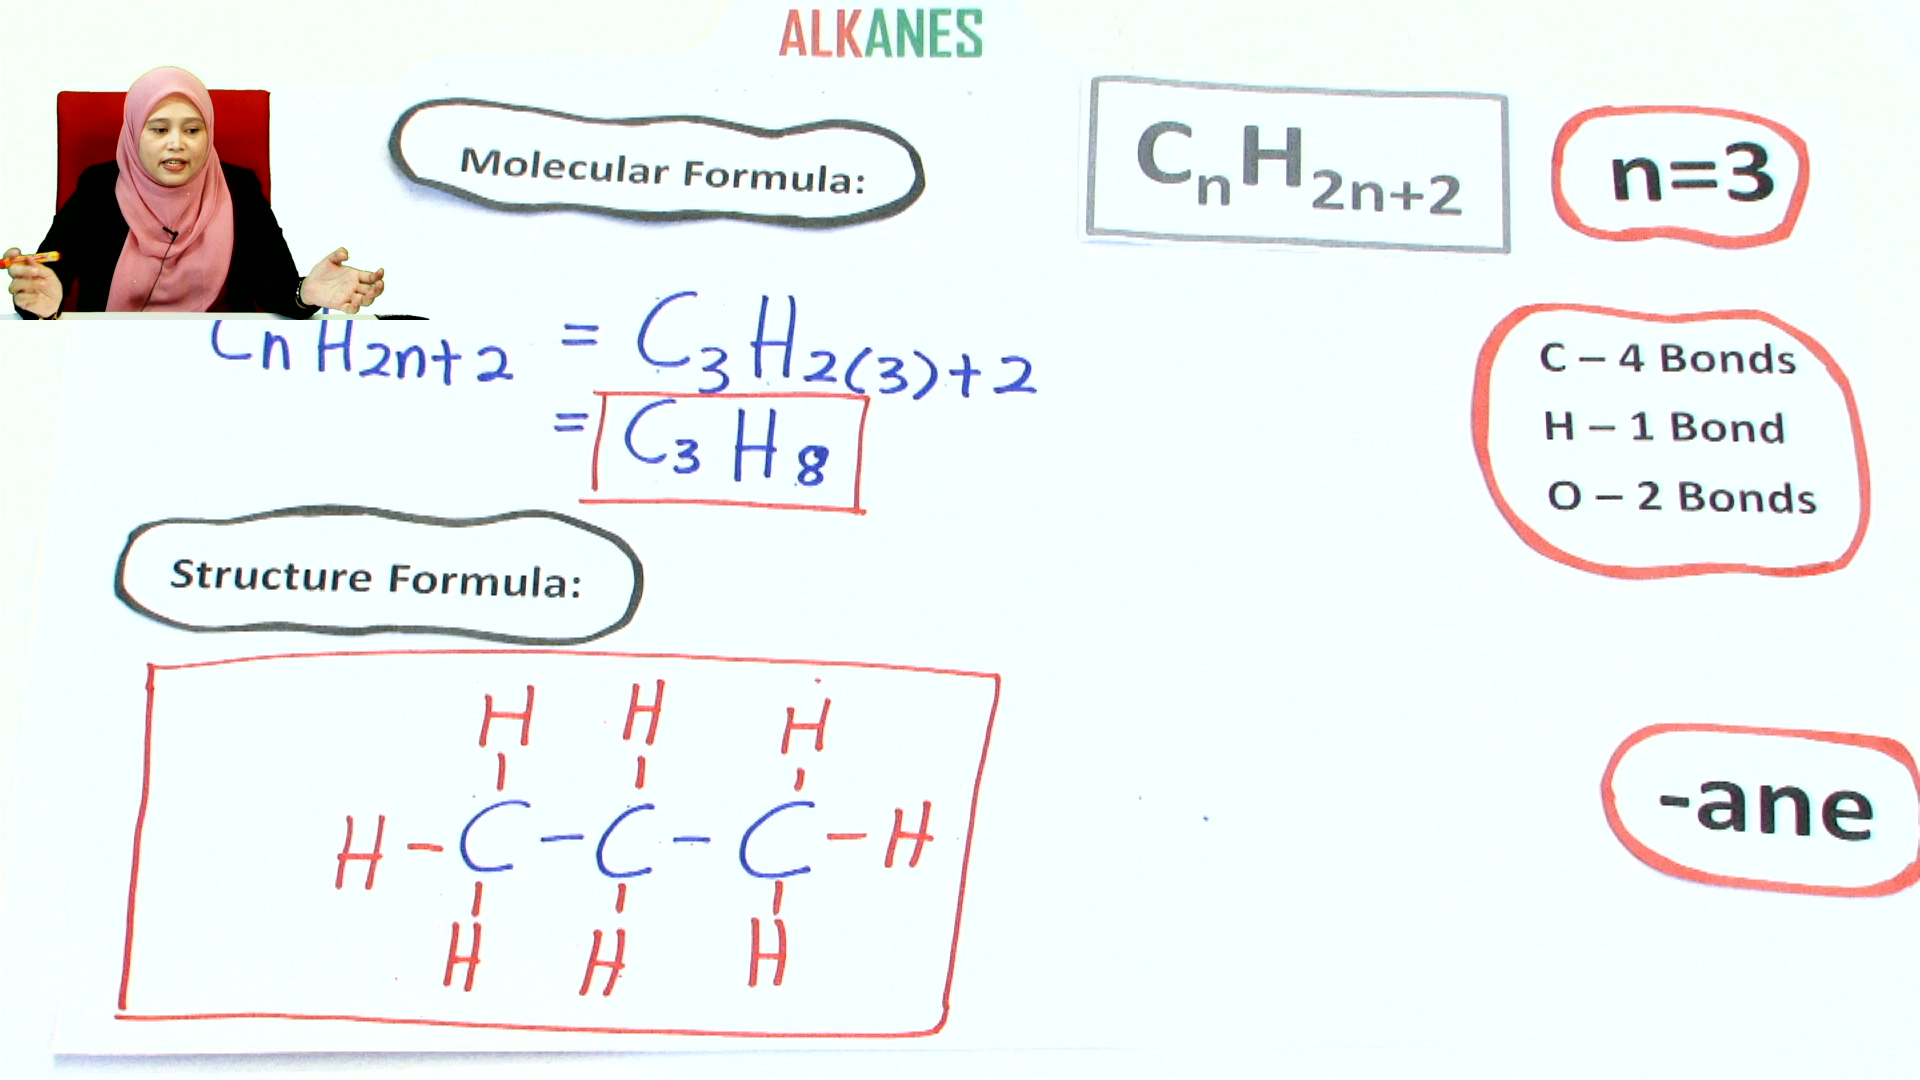 ALKANES
Molecular Formula:
CnH2n+2
n=3
CnH2n+2 = C3H2(3)+2
= C3H8
C – 4 Bonds
H – 1 Bond
O – 2 Bonds
Structure Formula:
H H H
H - C - C - C - H
H H H
-ane